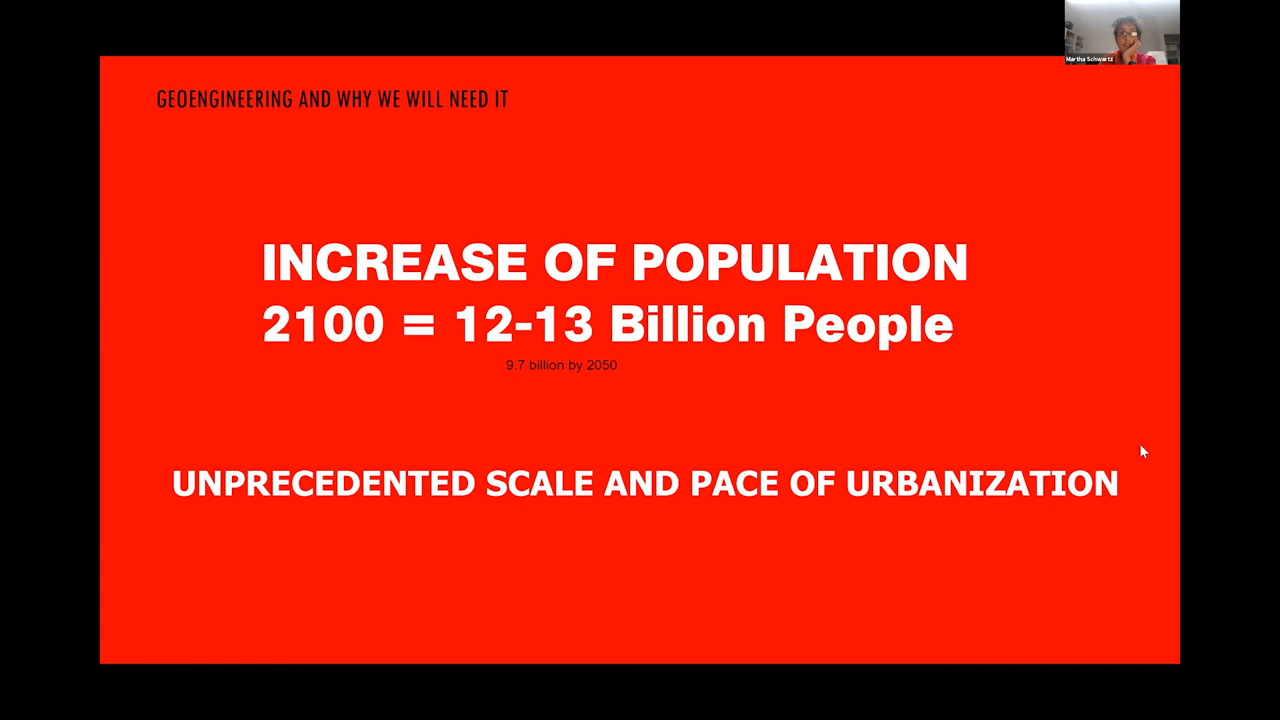 Martha Schwartz
GEOENGINEERING AND WHY WE WILL NEED IT
INCREASE OF POPULATION
2100 = 12-13 Billion People
9.7 billion by 2050
UNPRECEDENTED SCALE AND PACE OF URBANIZATION